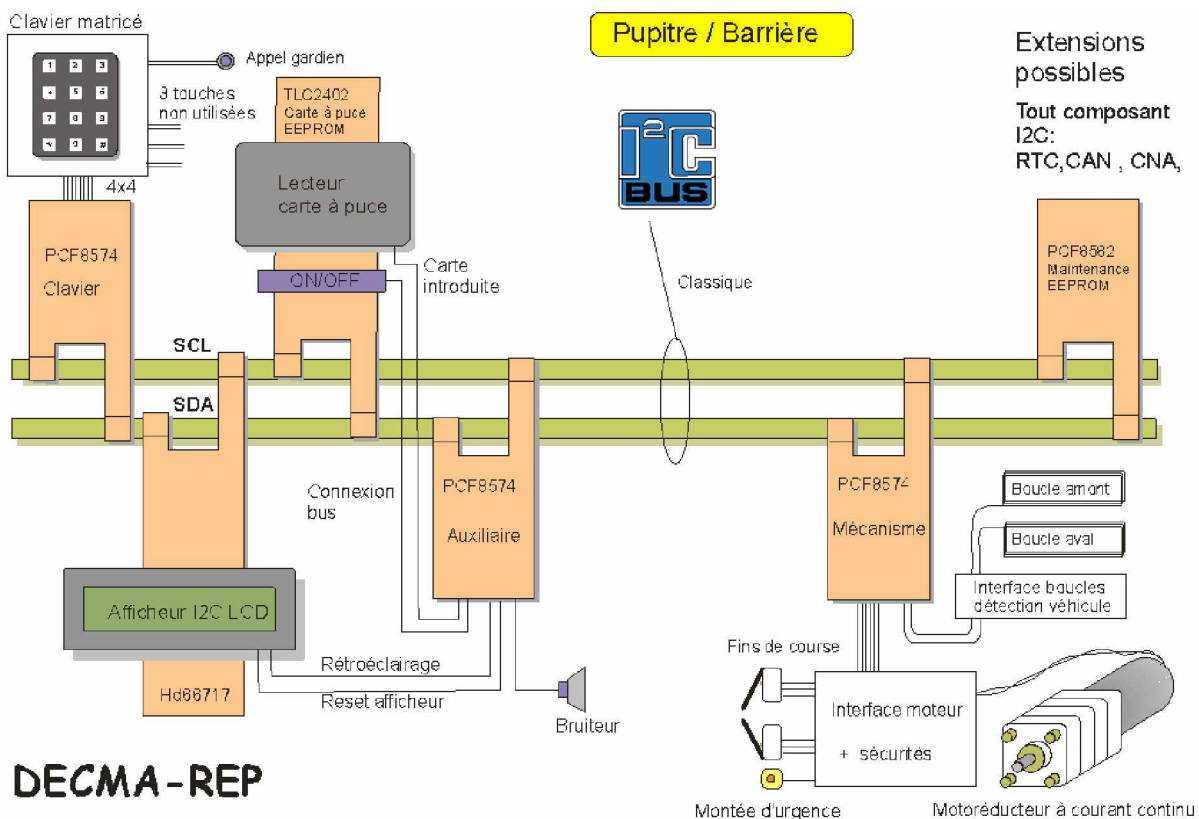 Clavier matricé
Pupitre / Barrière
Extensions
possibles
Tout composant
I2C:
RTC,CAN , CNA,
1 2 3
Appel gardien
3 touches
non utilisées
4x4
TLC2402
Carte à puce
EEPROM
Lecteur
carte à puce
ON/OFF
Carte
introduite
I2C
BUS
Classique
PCF8574
Clavier
PCF8582
Maintenance
EEPROM
SCL
SDA
Connexion
bus
PCF8574
Auxiliaire
PCF8574
Mécanisme
Boucle amont
Boucle aval
Interface boucles
détection véhicule
Afficheur I2C LCD
Hd66717
Rétroéclairage
Reset afficheur
Bruiteur
Fins de course
Interface moteur
+ sécurités
Montée d'urgence
Motoréducteur à courant continu
DECMA-REP